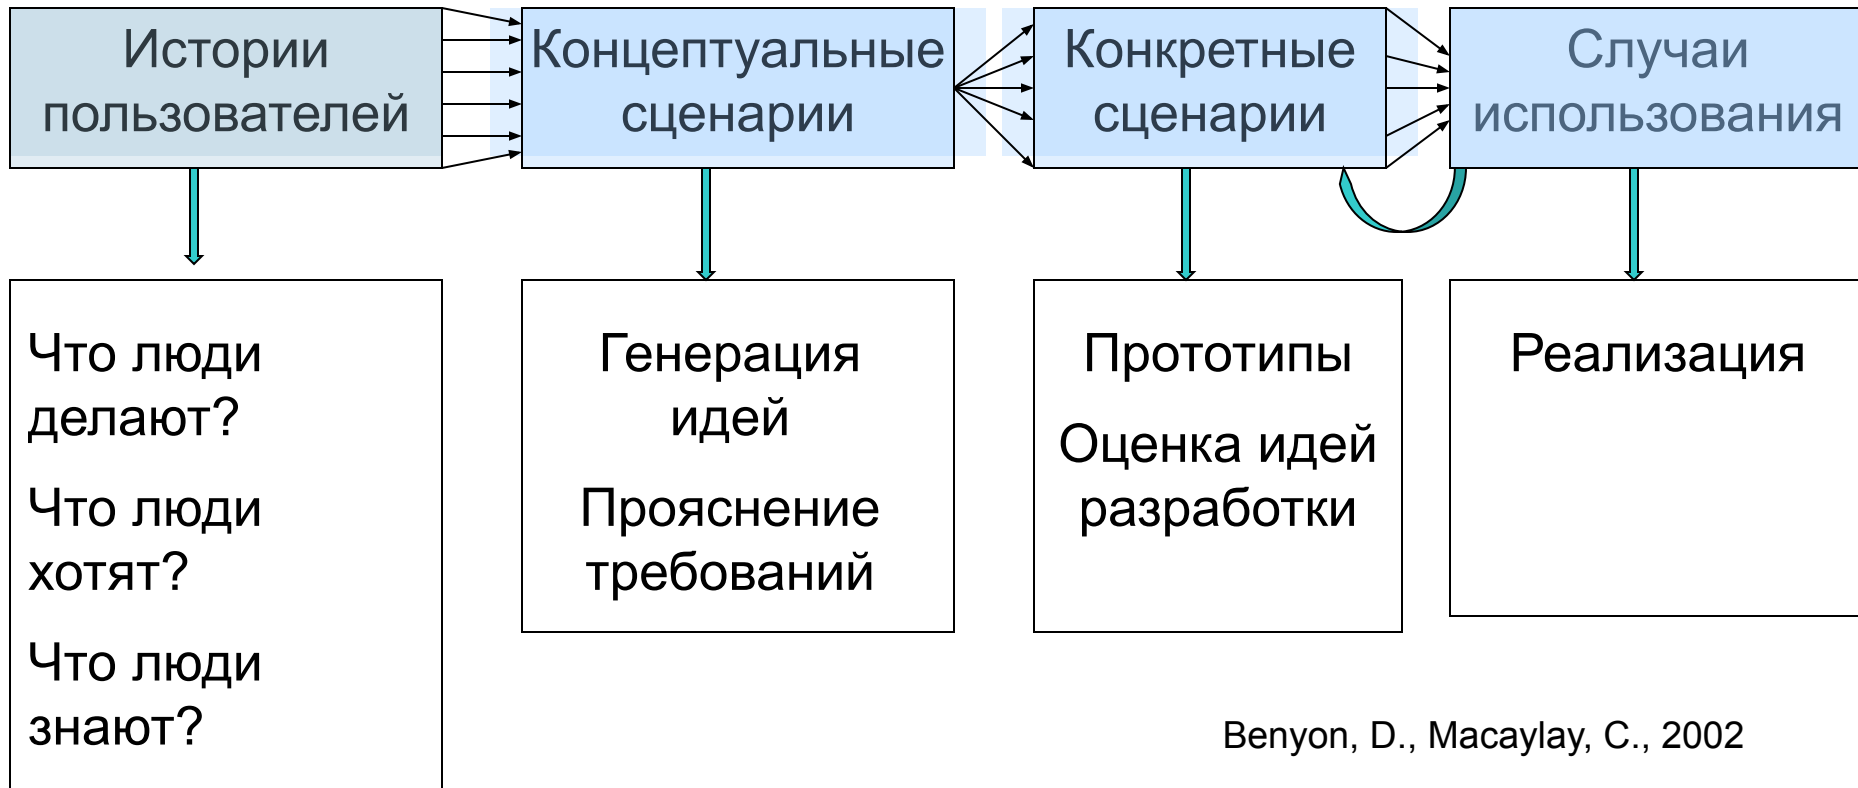 Истории
пользователей
Концептуальные
сценарии
Конкретные
сценарии
Случаи
использования
Что люди
делают?
Что люди
хотят?
Что люди
знают?
Генерация
идей
Прояснение
требований
Прототипы
Оценка идей
разработки
Реализация
Benyon, D., Macaylay, C., 2002